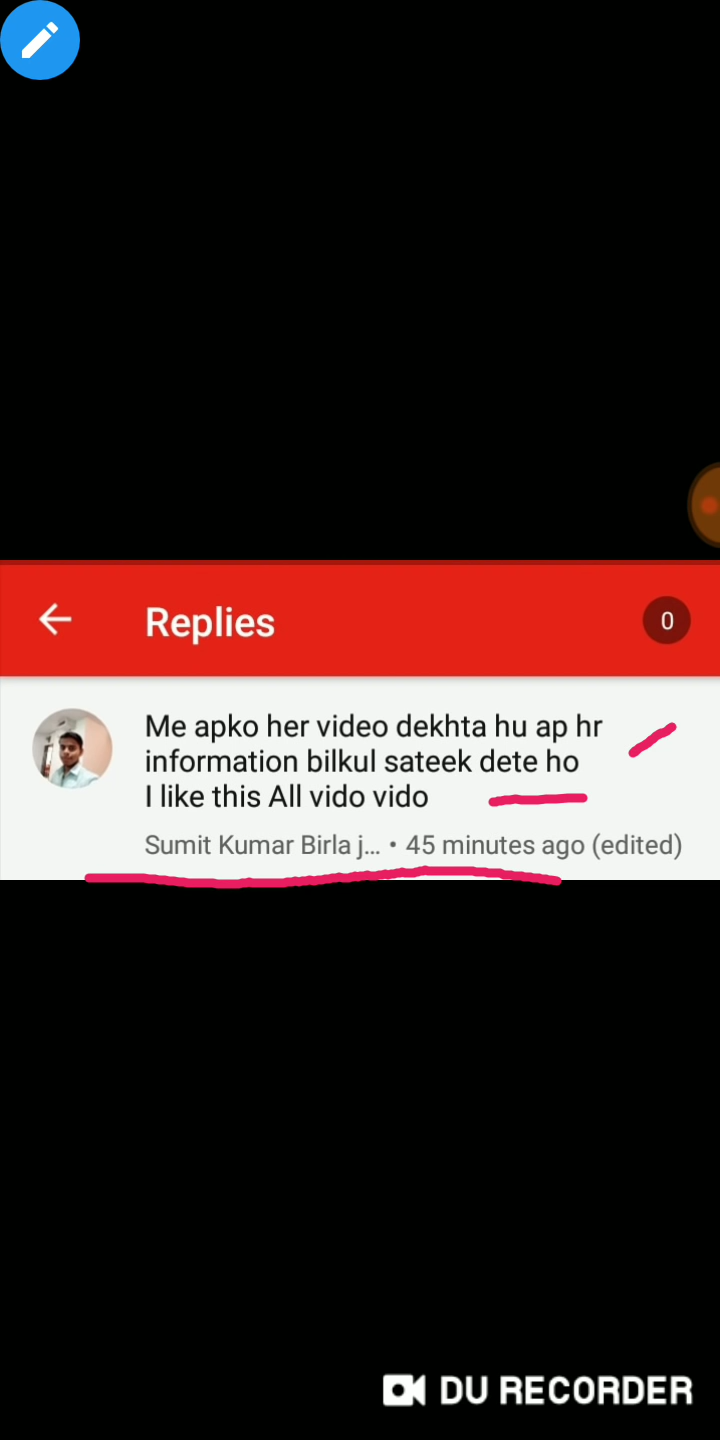 Replies
0
Me apko her video dekhta hu ap hr
information bilkul sateek dete ho
I like this All vido vido
Sumit Kumar Birla j... • 45 minutes ago (edited)
DU RECORDER